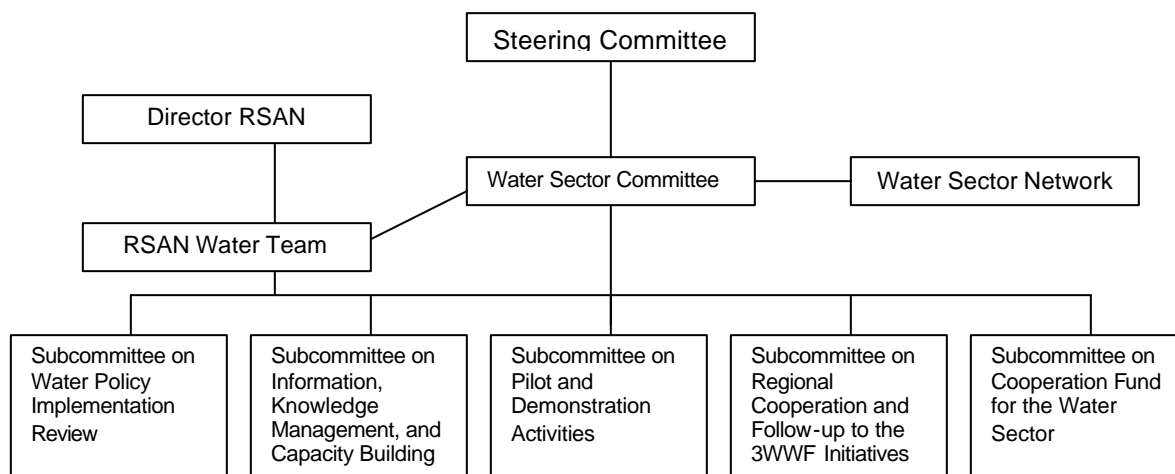 Steering Committee
Director RSAN
Water Sector Committee
Water Sector Network
RSAN Water Team
Subcommittee on
Water Policy
Implementation
Review
Subcommittee on
Information,
Knowledge
Management, and
Capacity Building
Subcommittee on
Pilot and
Demonstration
Activities
Subcommittee on
Regional
Cooperation and
Follow-up to the
3WWF Initiatives
Subcommittee on
Cooperation Fund
for the Water
Sector